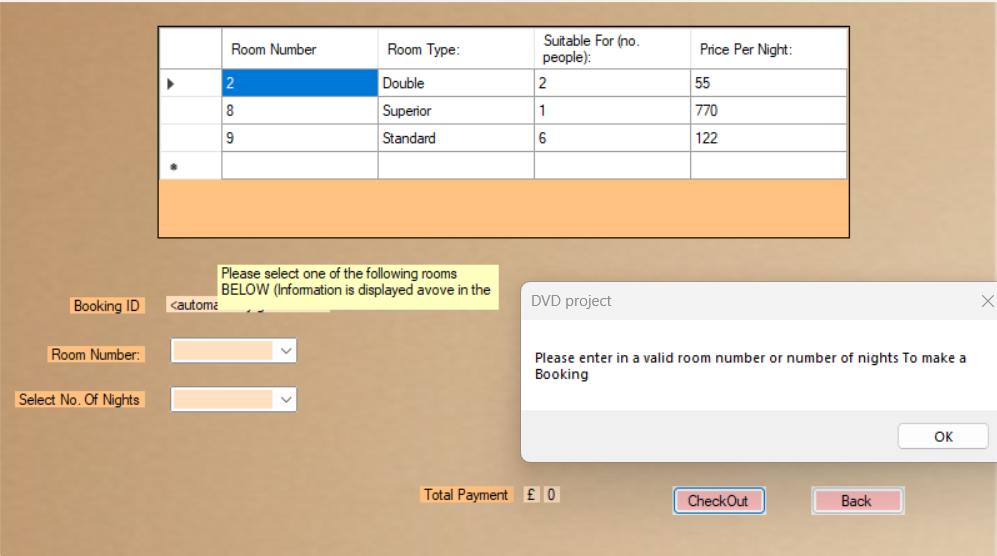 Room Number Room Type: Suitable For (no. people): Price Per Night:
2 Double 2 55
8 Superior 1 770
9 Standard 6 122
Please select one of the following rooms
BELOW (Information is displayed avove in the
Booking ID
DVD project
Please enter in a valid room number or number of nights To make a
Booking
OK
Room Number:
Select No. Of Nights
Total Payment £ 0
CheckOut
Back